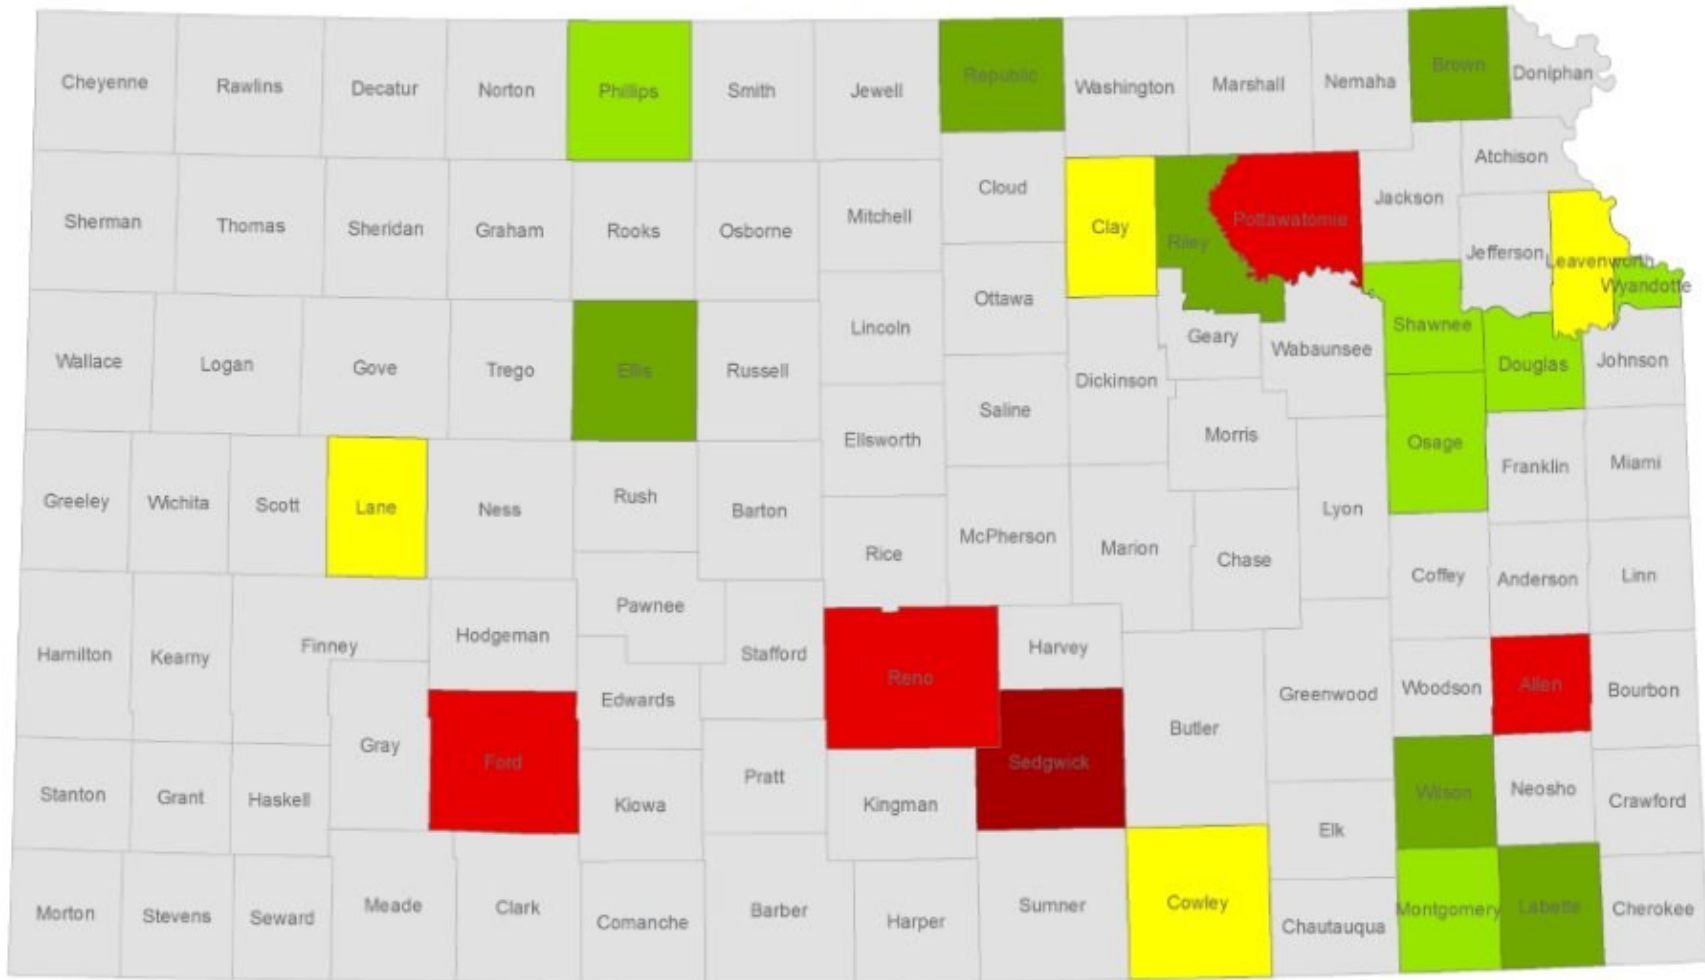 Cheyenne
Rawlins
Decatur
Norton
Phillips
Smith
Jewell
Republic
Washington
Marshall
Nemaha
Brown
Doniphan
Sherman
Thomas
Sheridan
Graham
Rooks
Osborne
Mitchell
Cloud
Clay
Riley
Pottawatomie
Jackson
Atchison
Jefferson
Leavenworth
Wyandotte
Ottawa
Lincoln
Wallace
Logan
Gove
Trego
Ellis
Russell
Dickinson
Geary
Wabaunsee
Shawnee
Douglas
Johnson
Saline
Ellsworth
Morris
Osage
Franklin
Miami
Greeley
Wichita
Scott
Lane
Ness
Rush
Barton
Rice
McPherson
Marion
Chase
Lyon
Coffey
Anderson
Linn
Hamilton
Kearny
Finney
Hodgeman
Pawnee
Stafford
Reno
Harvey
Greenwood
Woodson
Allen
Bourbon
Edwards
Gray
Ford
Sedgwick
Butler
Stanton
Grant
Haskell
Kiowa
Pratt
Kingman
Elk
Wilson
Neosho
Crawford
Morton
Stevens
Seward
Meade
Clark
Comanche
Barber
Harper
Sumner
Cowley
Chautauqua
Montgomery
Labette
Cherokee